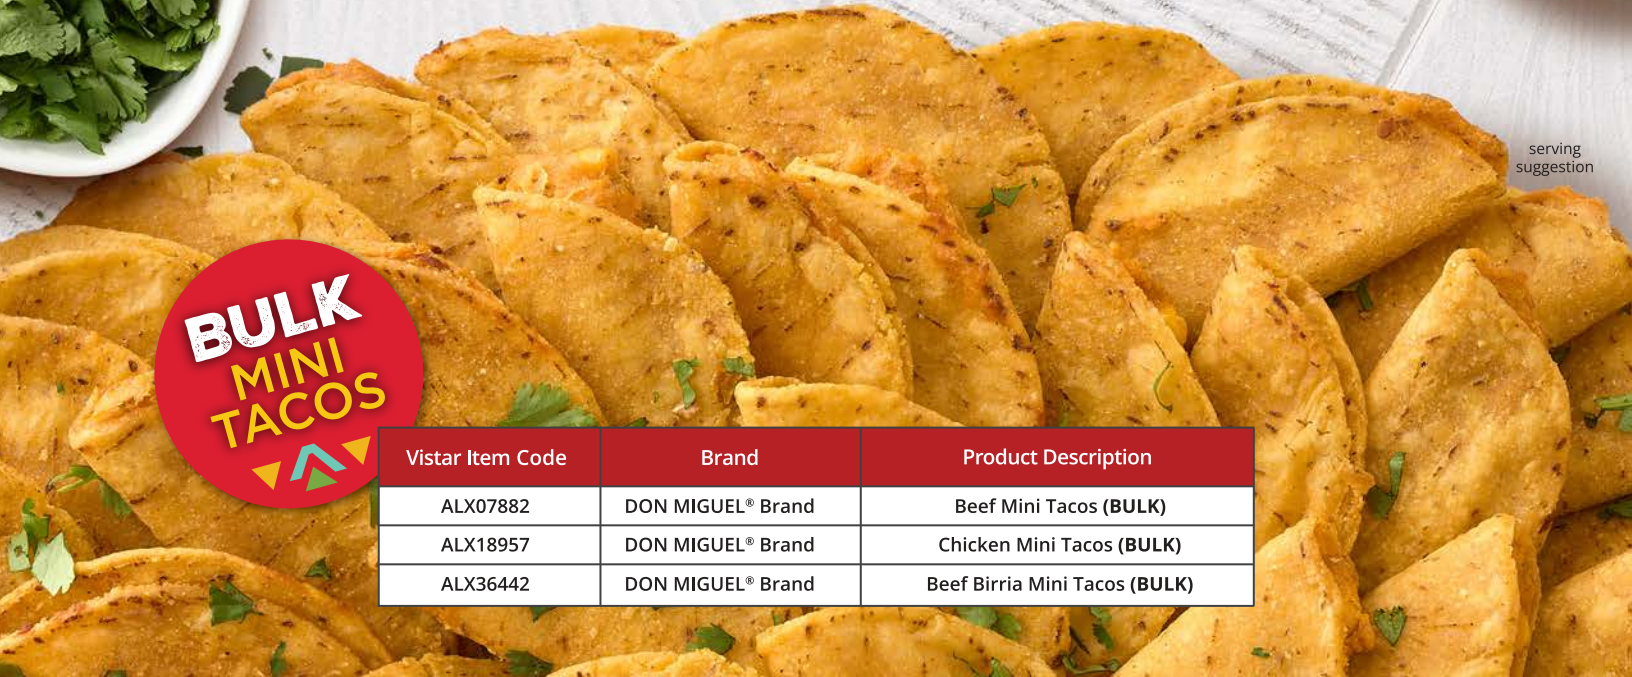 serving
suggestion
BULK
MINI
TACOS
Vistar Item Code Brand Product Description
ALX07882 DON MIGUEL® Brand Beef Mini Tacos (BULK)
ALX18957 DON MIGUEL® Brand Chicken Mini Tacos (BULK)
ALX36442 DON MIGUEL® Brand Beef Birria Mini Tacos (BULK)